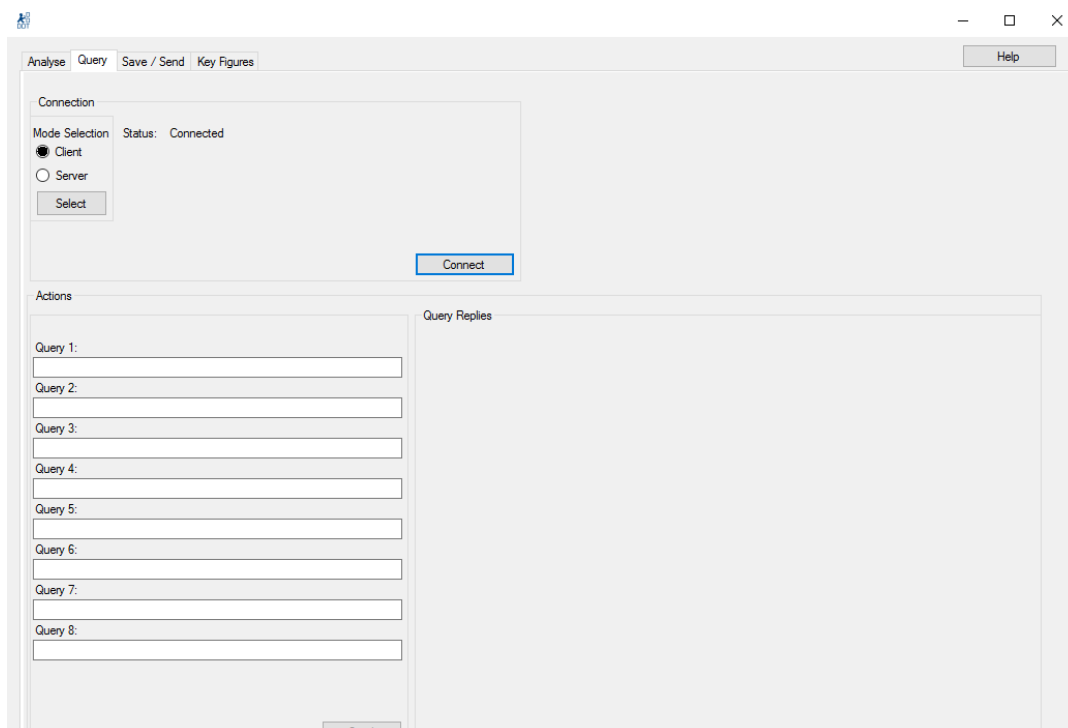 Help
Analyse Query Save / Send Key Figures
Connection
Mode Selection Status: Connected
Client
Server
Select
Connect
Actions
Query Replies
Query 1:
Query 2:
Query 3:
Query 4:
Query 5:
Query 6:
Query 7:
Query 8: